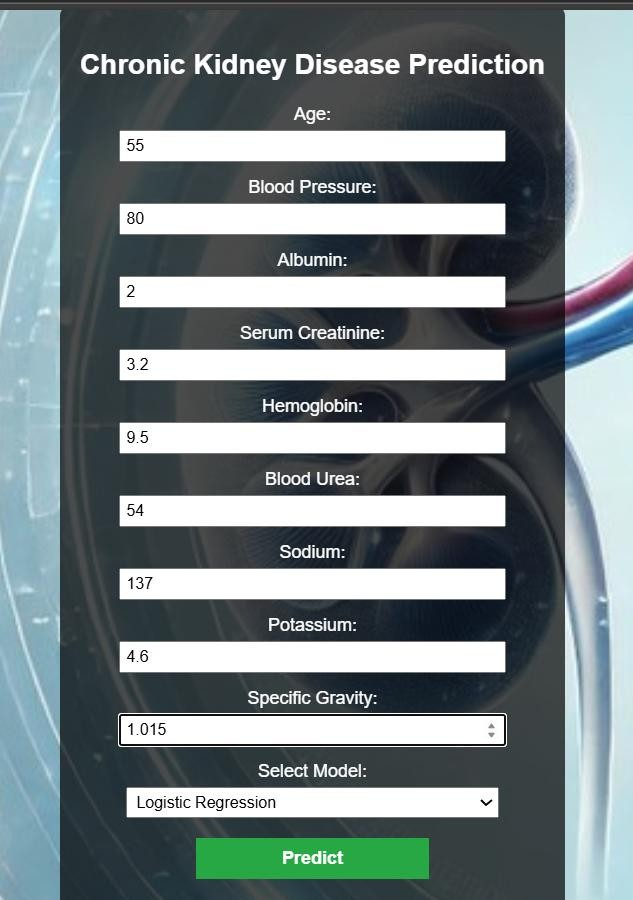 Chronic Kidney Disease Prediction
Age:
55
Blood Pressure:
80
Albumin:
2
Serum Creatinine:
3.2
Hemoglobin:
9.5
Blood Urea:
54
Sodium:
137
Potassium:
4.6
Specific Gravity:
1.015
Select Model:
Logistic Regression
Predict